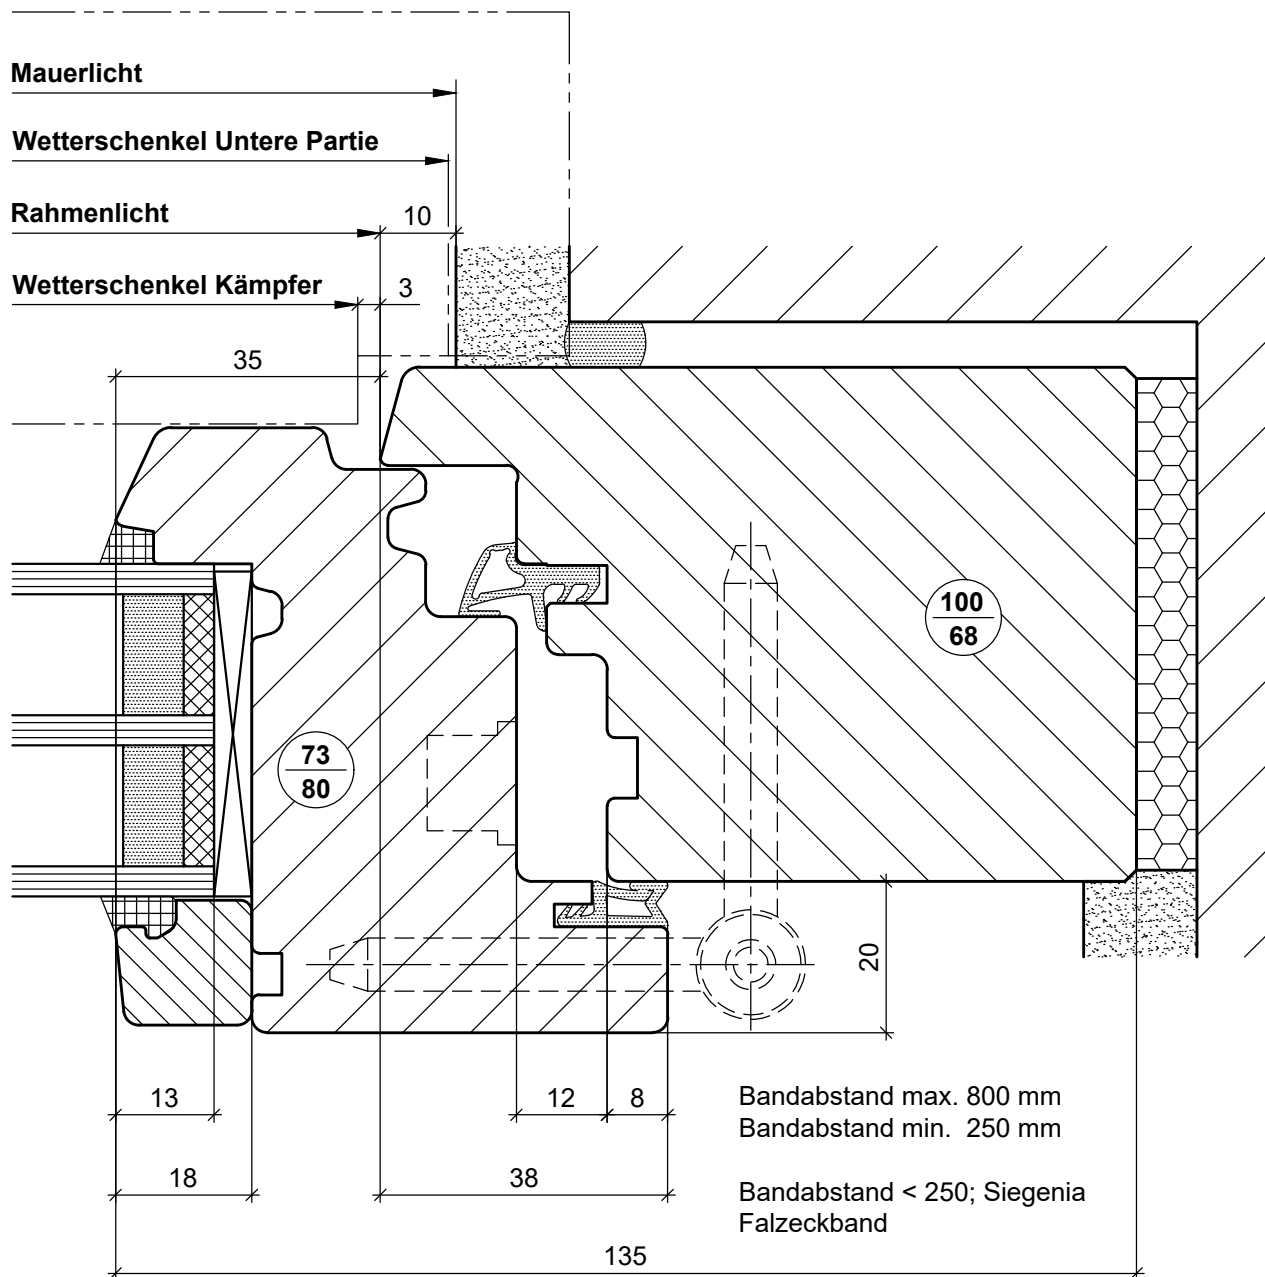 Mauerlicht
Wetterschenkel Untere Partie
Rahmenlicht
10
Wetterschenkel Kämpfer
3
35
100
68
73
80
20
13
12
8
18
38
135
Bandabstand max. 800 mm
Bandabstand min. 250 mm
Bandabstand < 250; Siegenia
Falzeckband